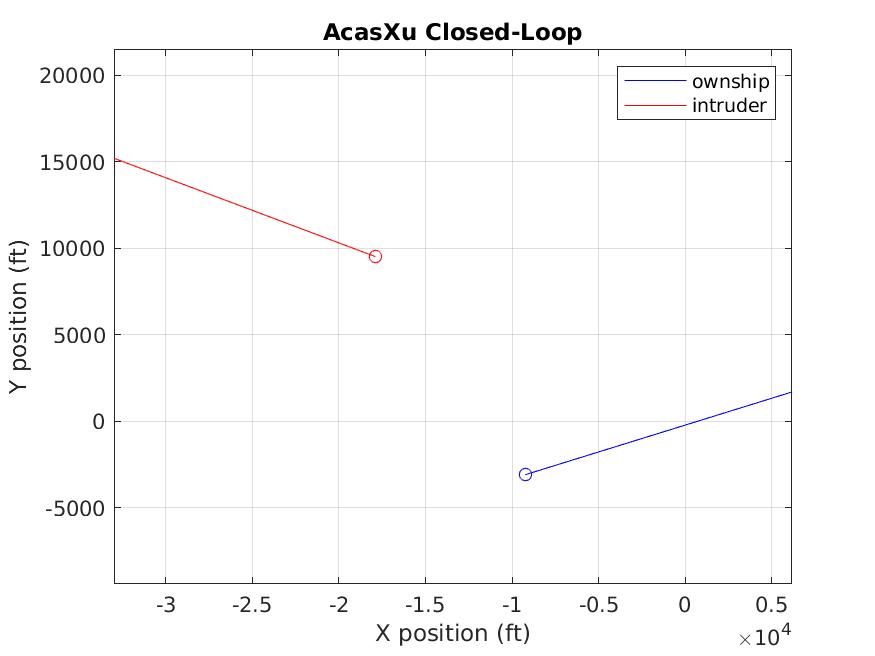 AcasXu Closed-Loop
ownship
intruder
20000
15000
10000
5000
0
-5000
Y position (ft)
-3 -2.5 -2 -1.5 -1 -0.5 0 0.5
X position (ft)
×10^4